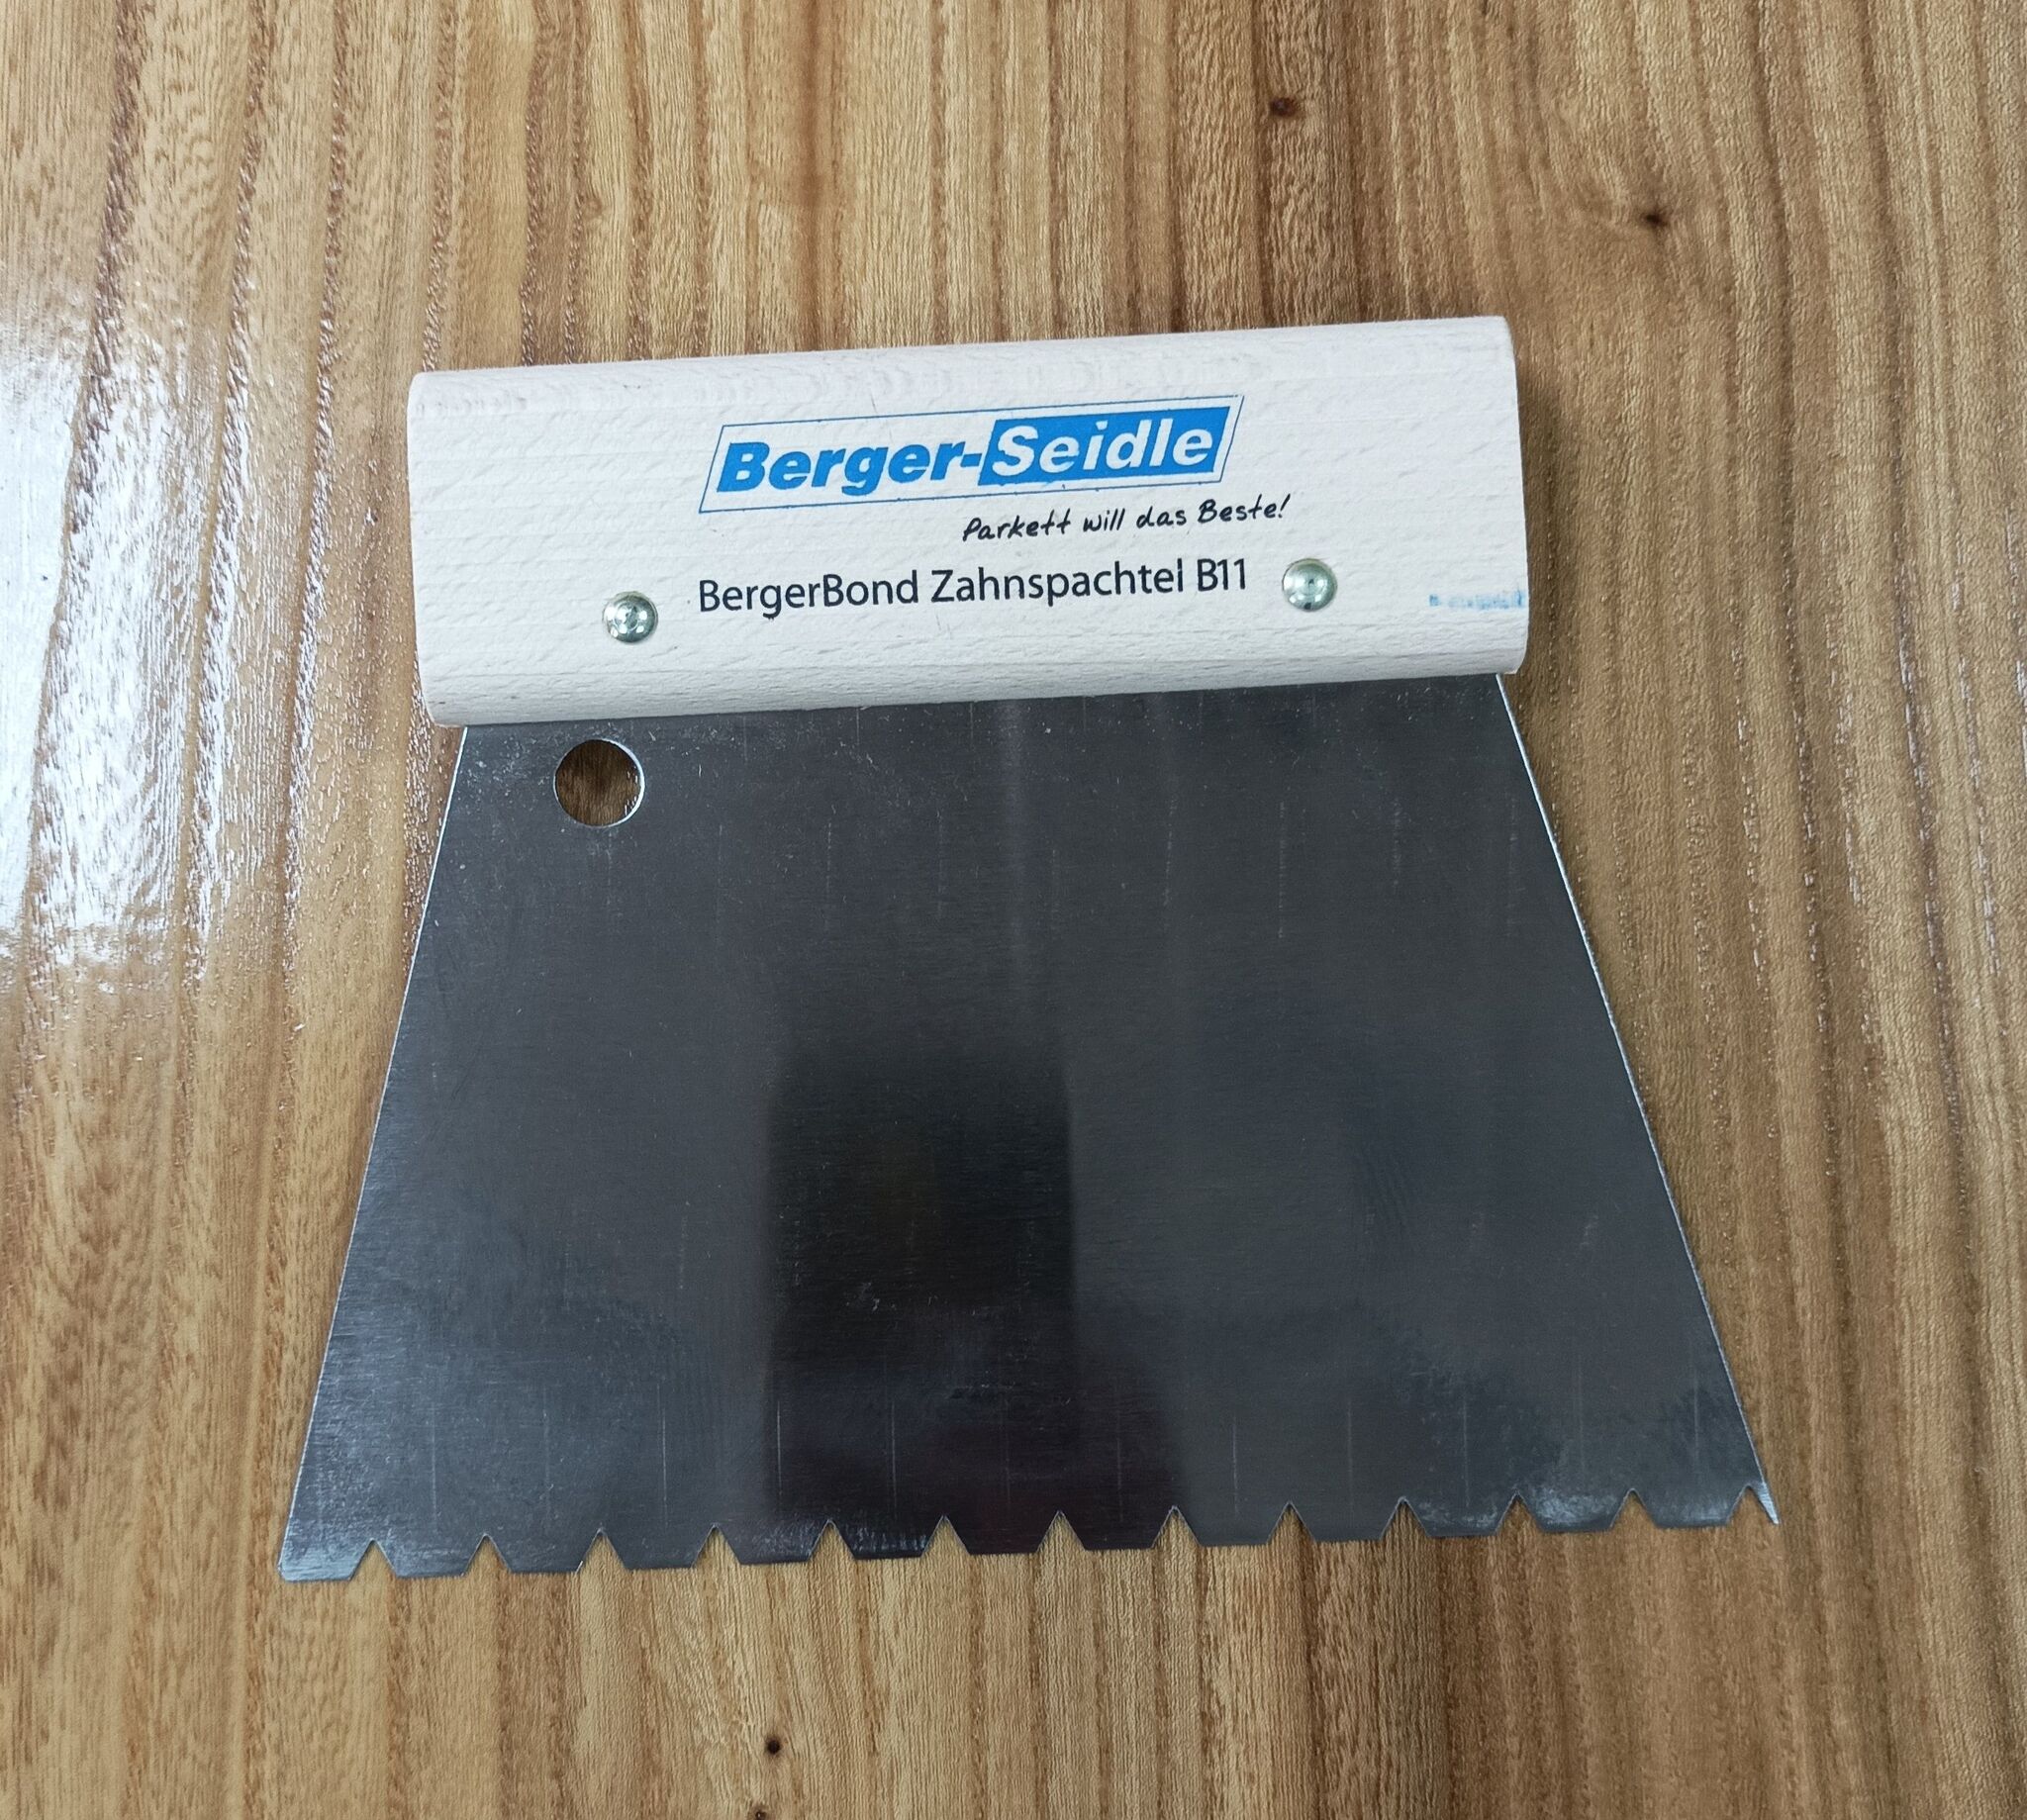 Berger-Seidle
Parkett will das Beste!
BergerBond Zahnspachtel B11